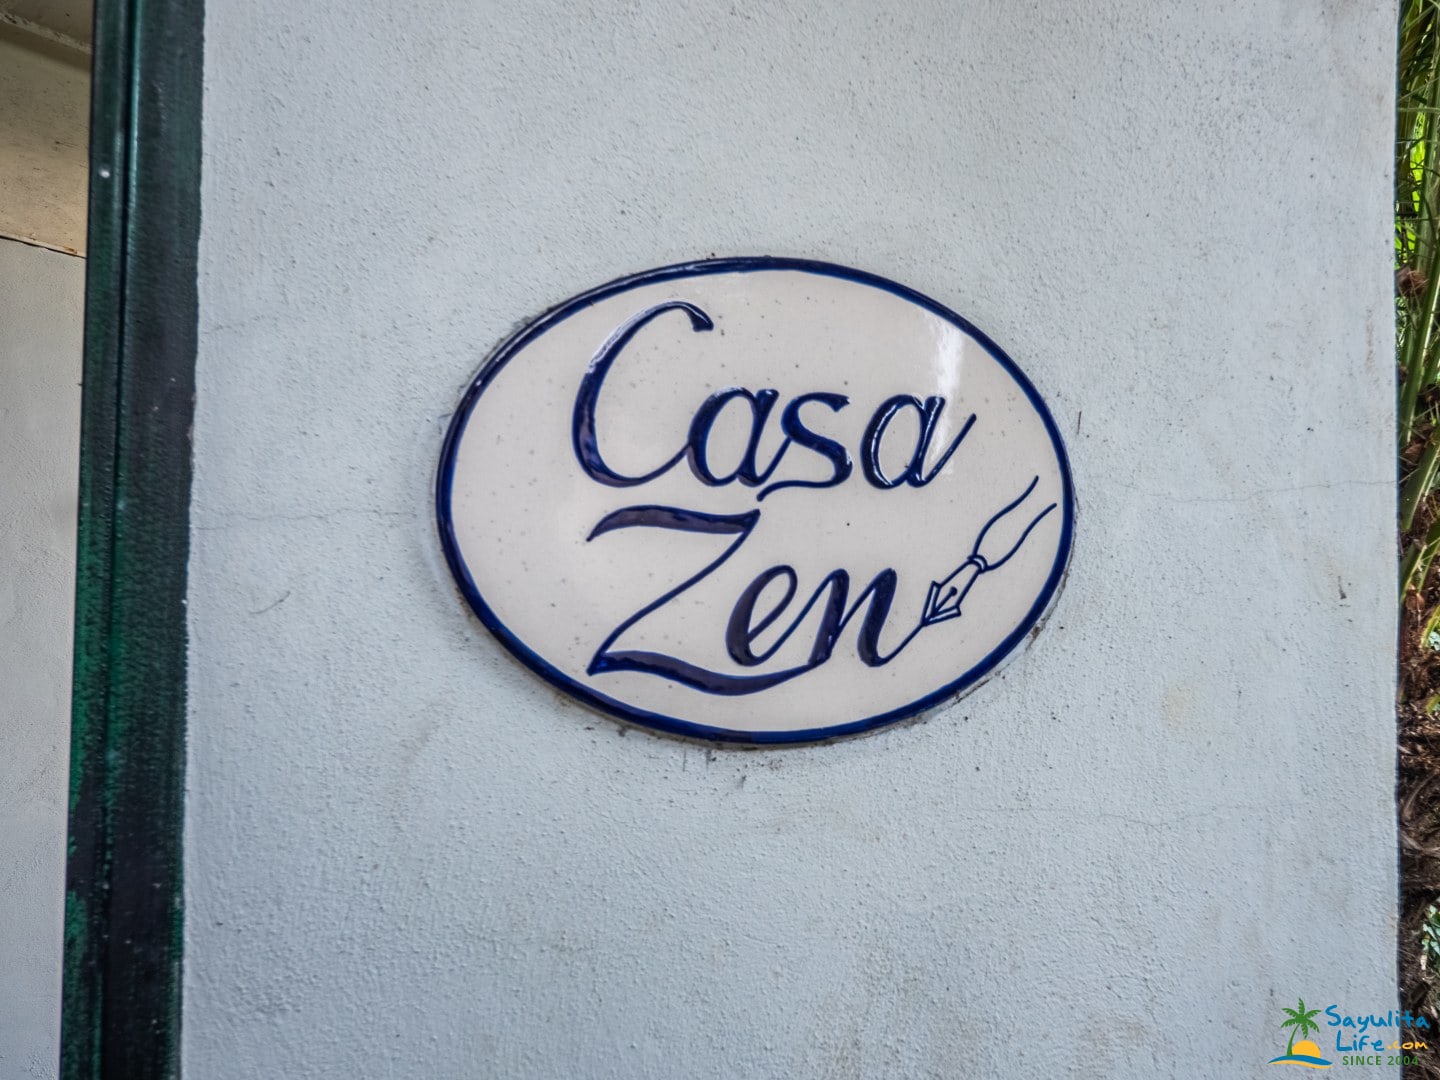 Casa
Zen
Sayulita
Life.com
SINCE 2004